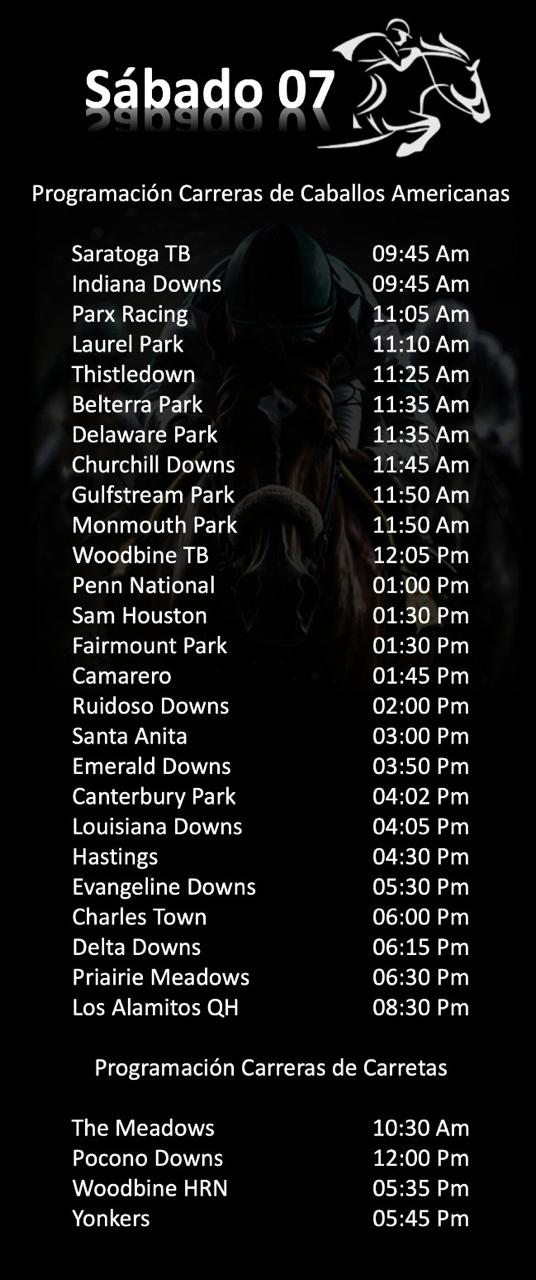 Sábado 07
Programación Carreras de Caballos Americanas
Saratoga TB 09:45 Am
Indiana Downs 09:45 Am
Parx Racing 11:05 Am
Laurel Park 11:10 Am
Thistledown 11:25 Am
Belterra Park 11:35 Am
Delaware Park 11:35 Am
Churchill Downs 11:45 Am
Gulfstream Park 11:50 Am
Monmouth Park 11:50 Am
Woodbine TB 12:05 Pm
Penn National 01:00 Pm
Sam Houston 01:30 Pm
Fairmount Park 01:30 Pm
Camarero 01:45 Pm
Ruidoso Downs 02:00 Pm
Santa Anita 03:00 Pm
Emerald Downs 03:50 Pm
Canterbury Park 04:02 Pm
Louisiana Downs 04:05 Pm
Hastings 04:30 Pm
Evangeline Downs 05:30 Pm
Charles Town 06:00 Pm
Delta Downs 06:15 Pm
Priairie Meadows 06:30 Pm
Los Alamitos QH 08:30 Pm
Programación Carreras de Carretas
The Meadows 10:30 Am
Pocono Downs 12:00 Pm
Woodbine HRN 05:35 Pm
Yonkers 05:45 Pm